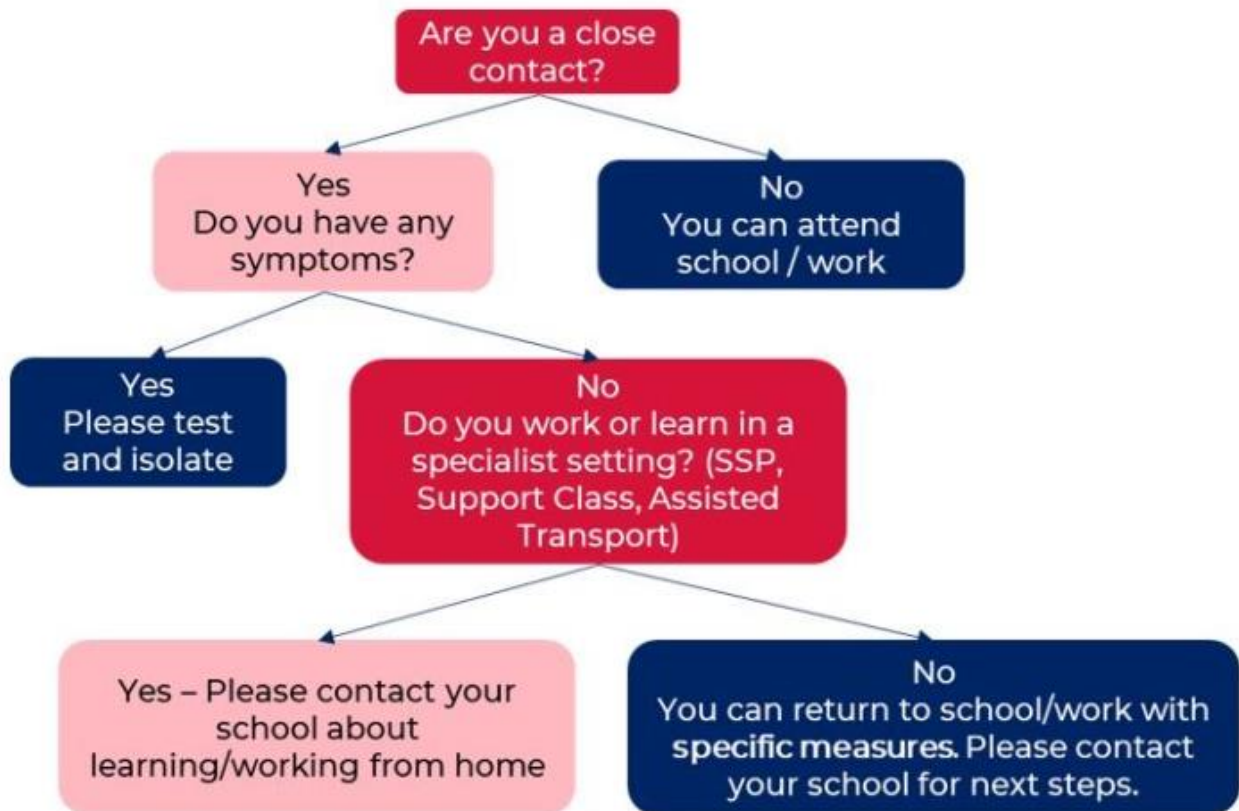 Are you a close
contact?
Yes
Do you have any
symptoms?
No
You can attend
school / work
Yes
Please test
and isolate
No
Do you work or learn in a
specialist setting? (SSP,
Support Class, Assisted
Transport)
Yes – Please contact your
school about
learning/working from home
No
You can return to school/work with
specific measures. Please contact
your school for next steps.